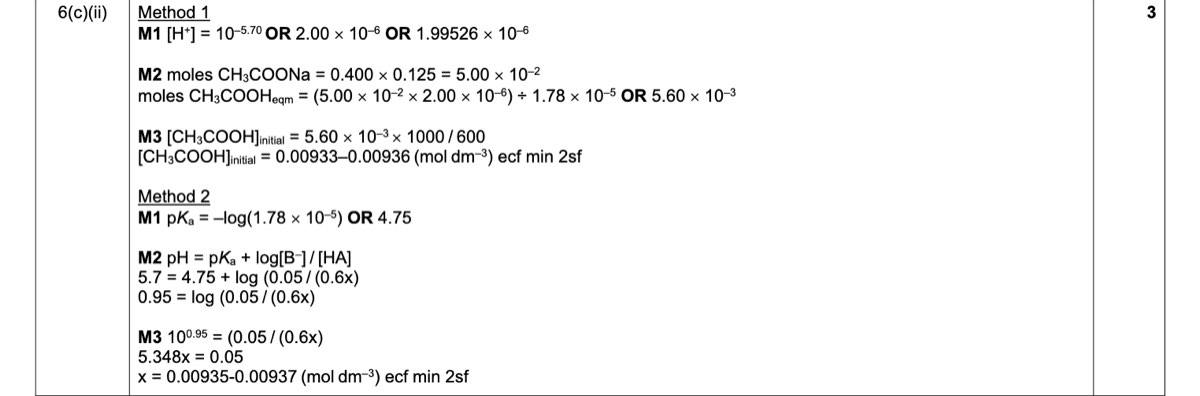 6(c)(ii) Method 1 3
M1 [H⁺] = 10⁻⁵·⁷⁰ OR 2.00 × 10⁻⁶ OR 1.99526 × 10⁻⁶
M2 moles CH₃COONa = 0.400 × 0.125 = 5.00 × 10⁻²
moles CH₃COOHeqm = (5.00 × 10⁻² × 2.00 × 10⁻⁶) ÷ 1.78 × 10⁻⁵ OR 5.60 × 10⁻³
M3 [CH₃COOH]initial = 5.60 × 10⁻³ × 1000 / 600
[CH₃COOH]initial = 0.00933–0.00936 (mol dm⁻³) ecf min 2sf
Method 2
M1 pKₐ = –log(1.78 × 10⁻⁵) OR 4.75
M2 pH = pKₐ + log[B⁻] / [HA]
5.7 = 4.75 + log (0.05 / (0.6x)
0.95 = log (0.05 / (0.6x)
M3 10⁰·⁹⁵ = (0.05 / (0.6x)
5.348x = 0.05
x = 0.00935-0.00937 (mol dm⁻³) ecf min 2sf